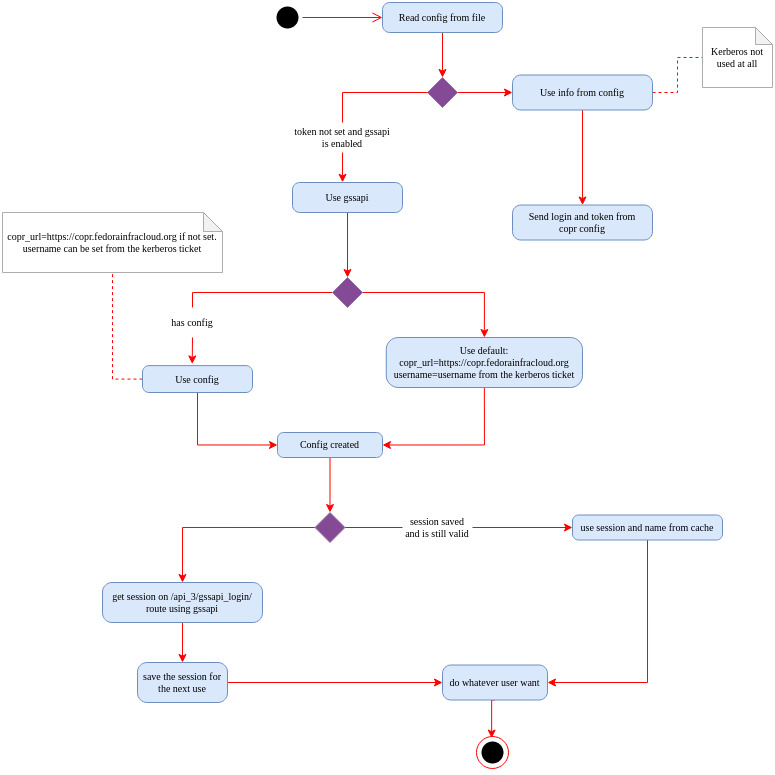 Read config from file
Kerberos not
used at all
Use info from config
token not set and gssapi
is enabled
Use gssapi
Send login and token from
copr config
copr_url=https://copr.fedorainfracloud.org if not set.
username can be set from the kerberos ticket
has config
Use default:
copr_url=https://copr.fedorainfracloud.org
username=username from the kerberos ticket
Use config
Config created
session saved
and is still valid
use session and name from cache
get session on /api_3/gssapi_login/
route using gssapi
save the session for
the next use
do whatever user want